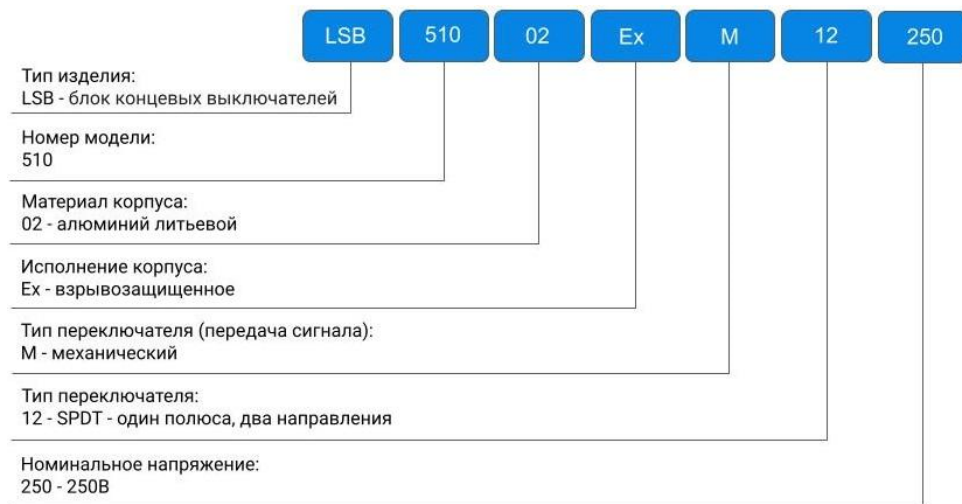 LSB 510 02 Ex M 12 250
Тип изделия:
LSB - блок концевых выключателей
Номер модели:
510
Материал корпуса:
02 - алюминий литьевой
Исполнение корпуса:
Ex - взрывозащищенное
Тип переключателя (передача сигнала):
М - механический
Тип переключателя:
12 - SPDT - один полюса, два направления
Номинальное напряжение:
250 - 250В